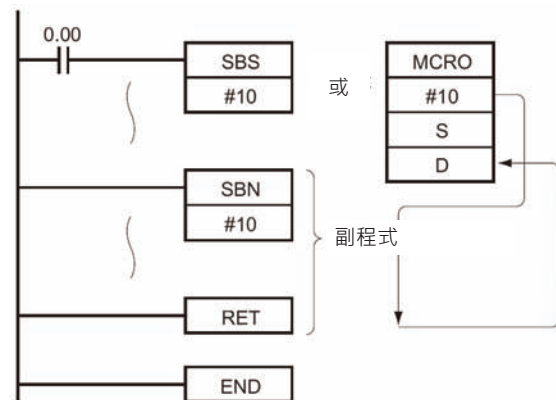 0.00
SBS
#10
或
MCRO
#10
S
D
SBN
#10
副程式
RET
END